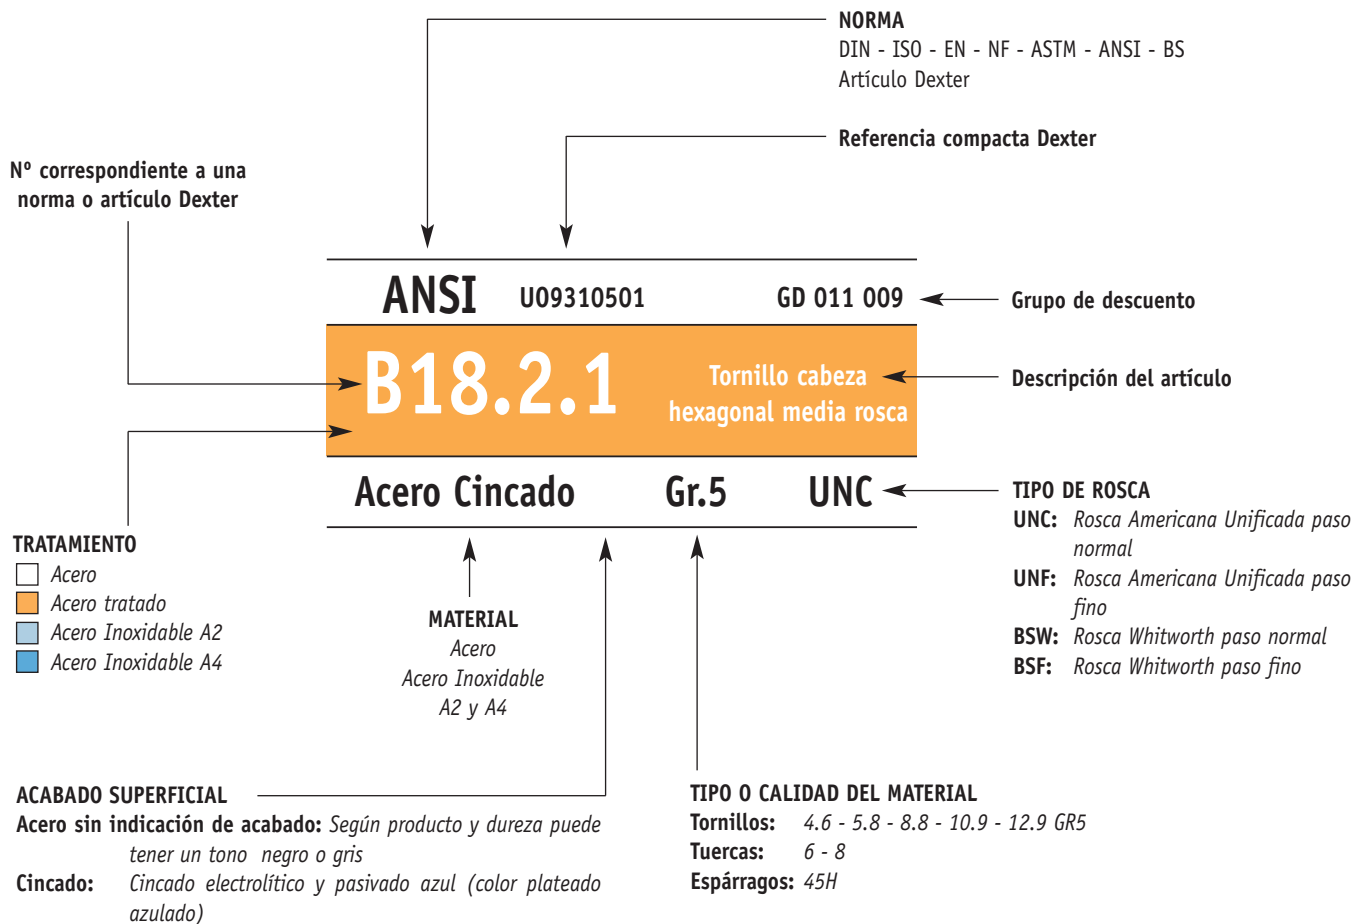 NORMA
DIN - ISO - EN - NF - ASTM - ANSI - BS
Artículo Dexter
Referencia compacta Dexter
Nº correspondiente a una
norma o artículo Dexter
ANSI U09310501 GD 011 009
Grupo de descuento
B18.2.1
Tornillo cabeza
hexagonal media rosca
Descripción del artículo
Acero Cincado Gr.5 UNC
TIPO DE ROSCA
UNC: Rosca Americana Unificada paso
normal
UNF: Rosca Americana Unificada paso
fino
BSW: Rosca Whitworth paso normal
BSF: Rosca Whitworth paso fino
TRATAMIENTO
Acero
Acero tratado
Acero Inoxidable A2
Acero Inoxidable A4
MATERIAL
Acero
Acero Inoxidable
A2 y A4
ACABADO SUPERFICIAL
Acero sin indicación de acabado: Según producto y dureza puede
tener un tono negro o gris
Cincado: Cincado electrolítico y pasivado azul (color plateado
azulado)
TIPO O CALIDAD DEL MATERIAL
Tornillos: 4.6 - 5.8 - 8.8 - 10.9 - 12.9 GR5
Tuercas: 6 - 8
Espárragos: 45H